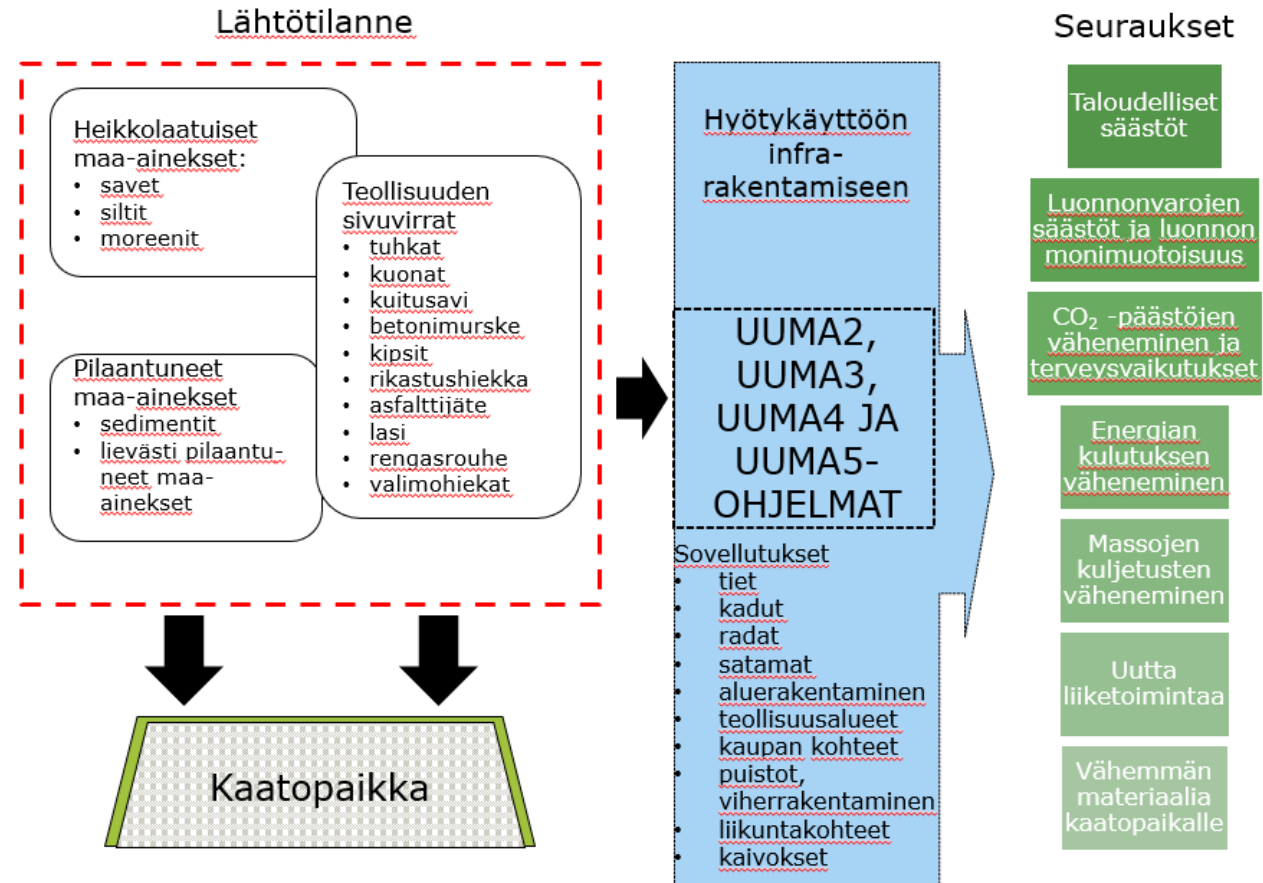 Lähtötilanne
Heikkolaatuiset
maa-ainekset:
• savet
• siltit
• moreenit
Teollisuuden
sivuvirrat
• tuhkat
• kuonat
• kuitusavi
• betonimurske
• kipsit
• rikastushiekka
• asfalttijäte
• lasi
• rengasrouhe
• valimohiekat
Pilaantuneet
maa-ainekset
• sedimentit
• lievästi pilaantu-
neet maa-
ainekset
Kaatopaikka
Hyötykäyttöön
infra-
rakentamiseen
UUMA2,
UUMA3,
UUMA4 JA
UUMA5-
OHJELMAT
Sovellutukset
• tiet
• kadut
• radat
• satamat
• aluerakentaminen
• teollisuusalueet
• kaupan kohteet
• puistot,
viherrakentaminen
• liikuntakohteet
• kaivokset
Seuraukset
Taloudelliset
säästöt
Luonnonvarojen
säästöt ja luonnon
monimuotoisuus
CO₂ -päästöjen
väheneminen ja
terveysvaikutukset
Energian
kulutuksen
väheneminen
Massojen
kuljetusten
väheneminen
Uutta
liiketoimintaa
Vähemmän
materiaalia
kaatopaikalle